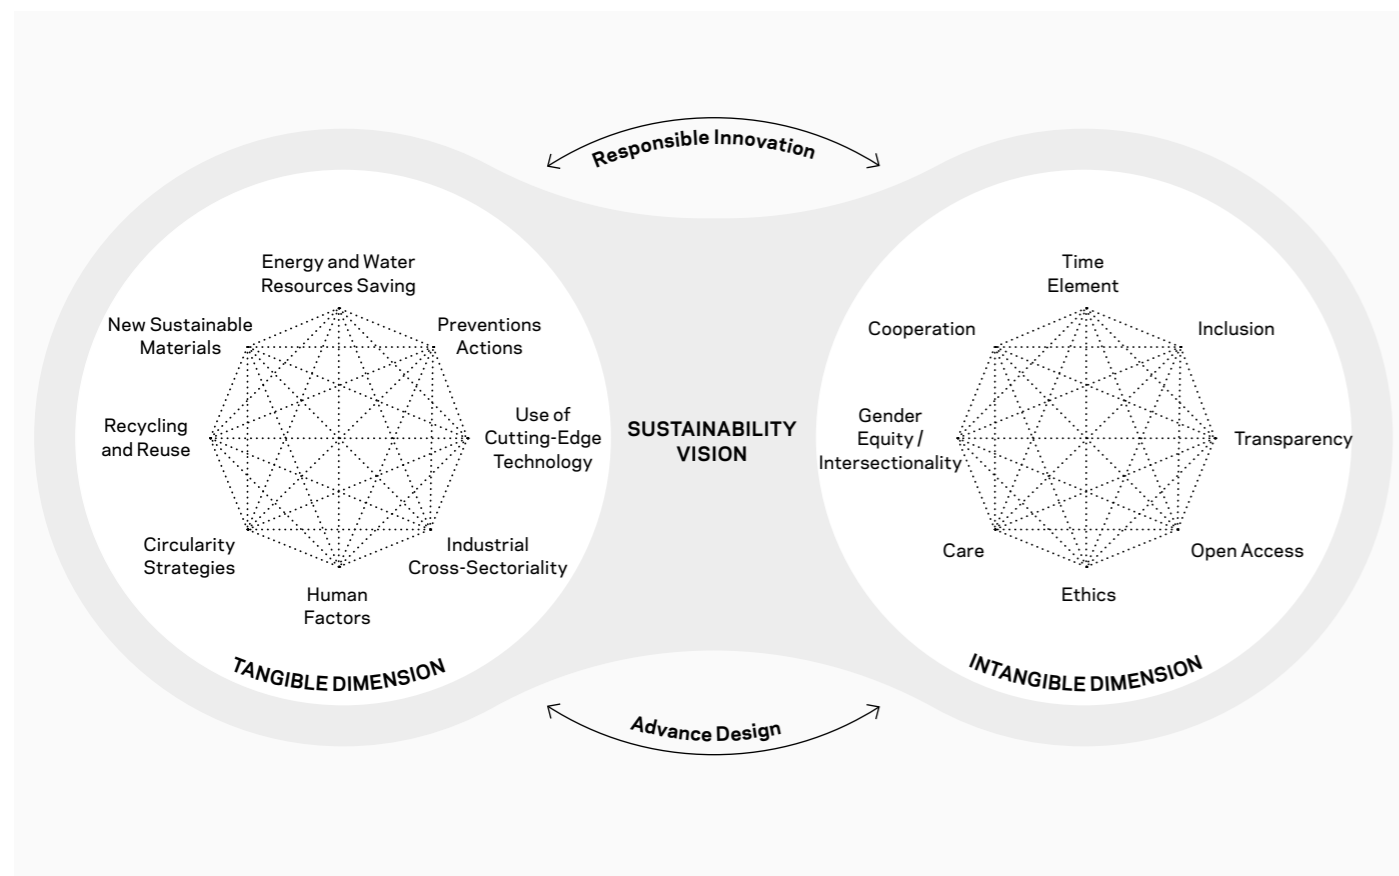 Responsible Innovation
Energy and Water
Resources Saving
New Sustainable
Materials
Preventions
Actions
Recycling
and Reuse
Use of
Cutting-Edge
Technology
Circularity
Strategies
Industrial
Cross-Sectoriality
Human
Factors
TANGIBLE DIMENSION
SUSTAINABILITY
VISION
Time
Element
Cooperation
Inclusion
Gender
Equity /
Intersectionality
Transparency
Care
Open Access
Ethics
INTANGIBLE DIMENSION
Advance Design